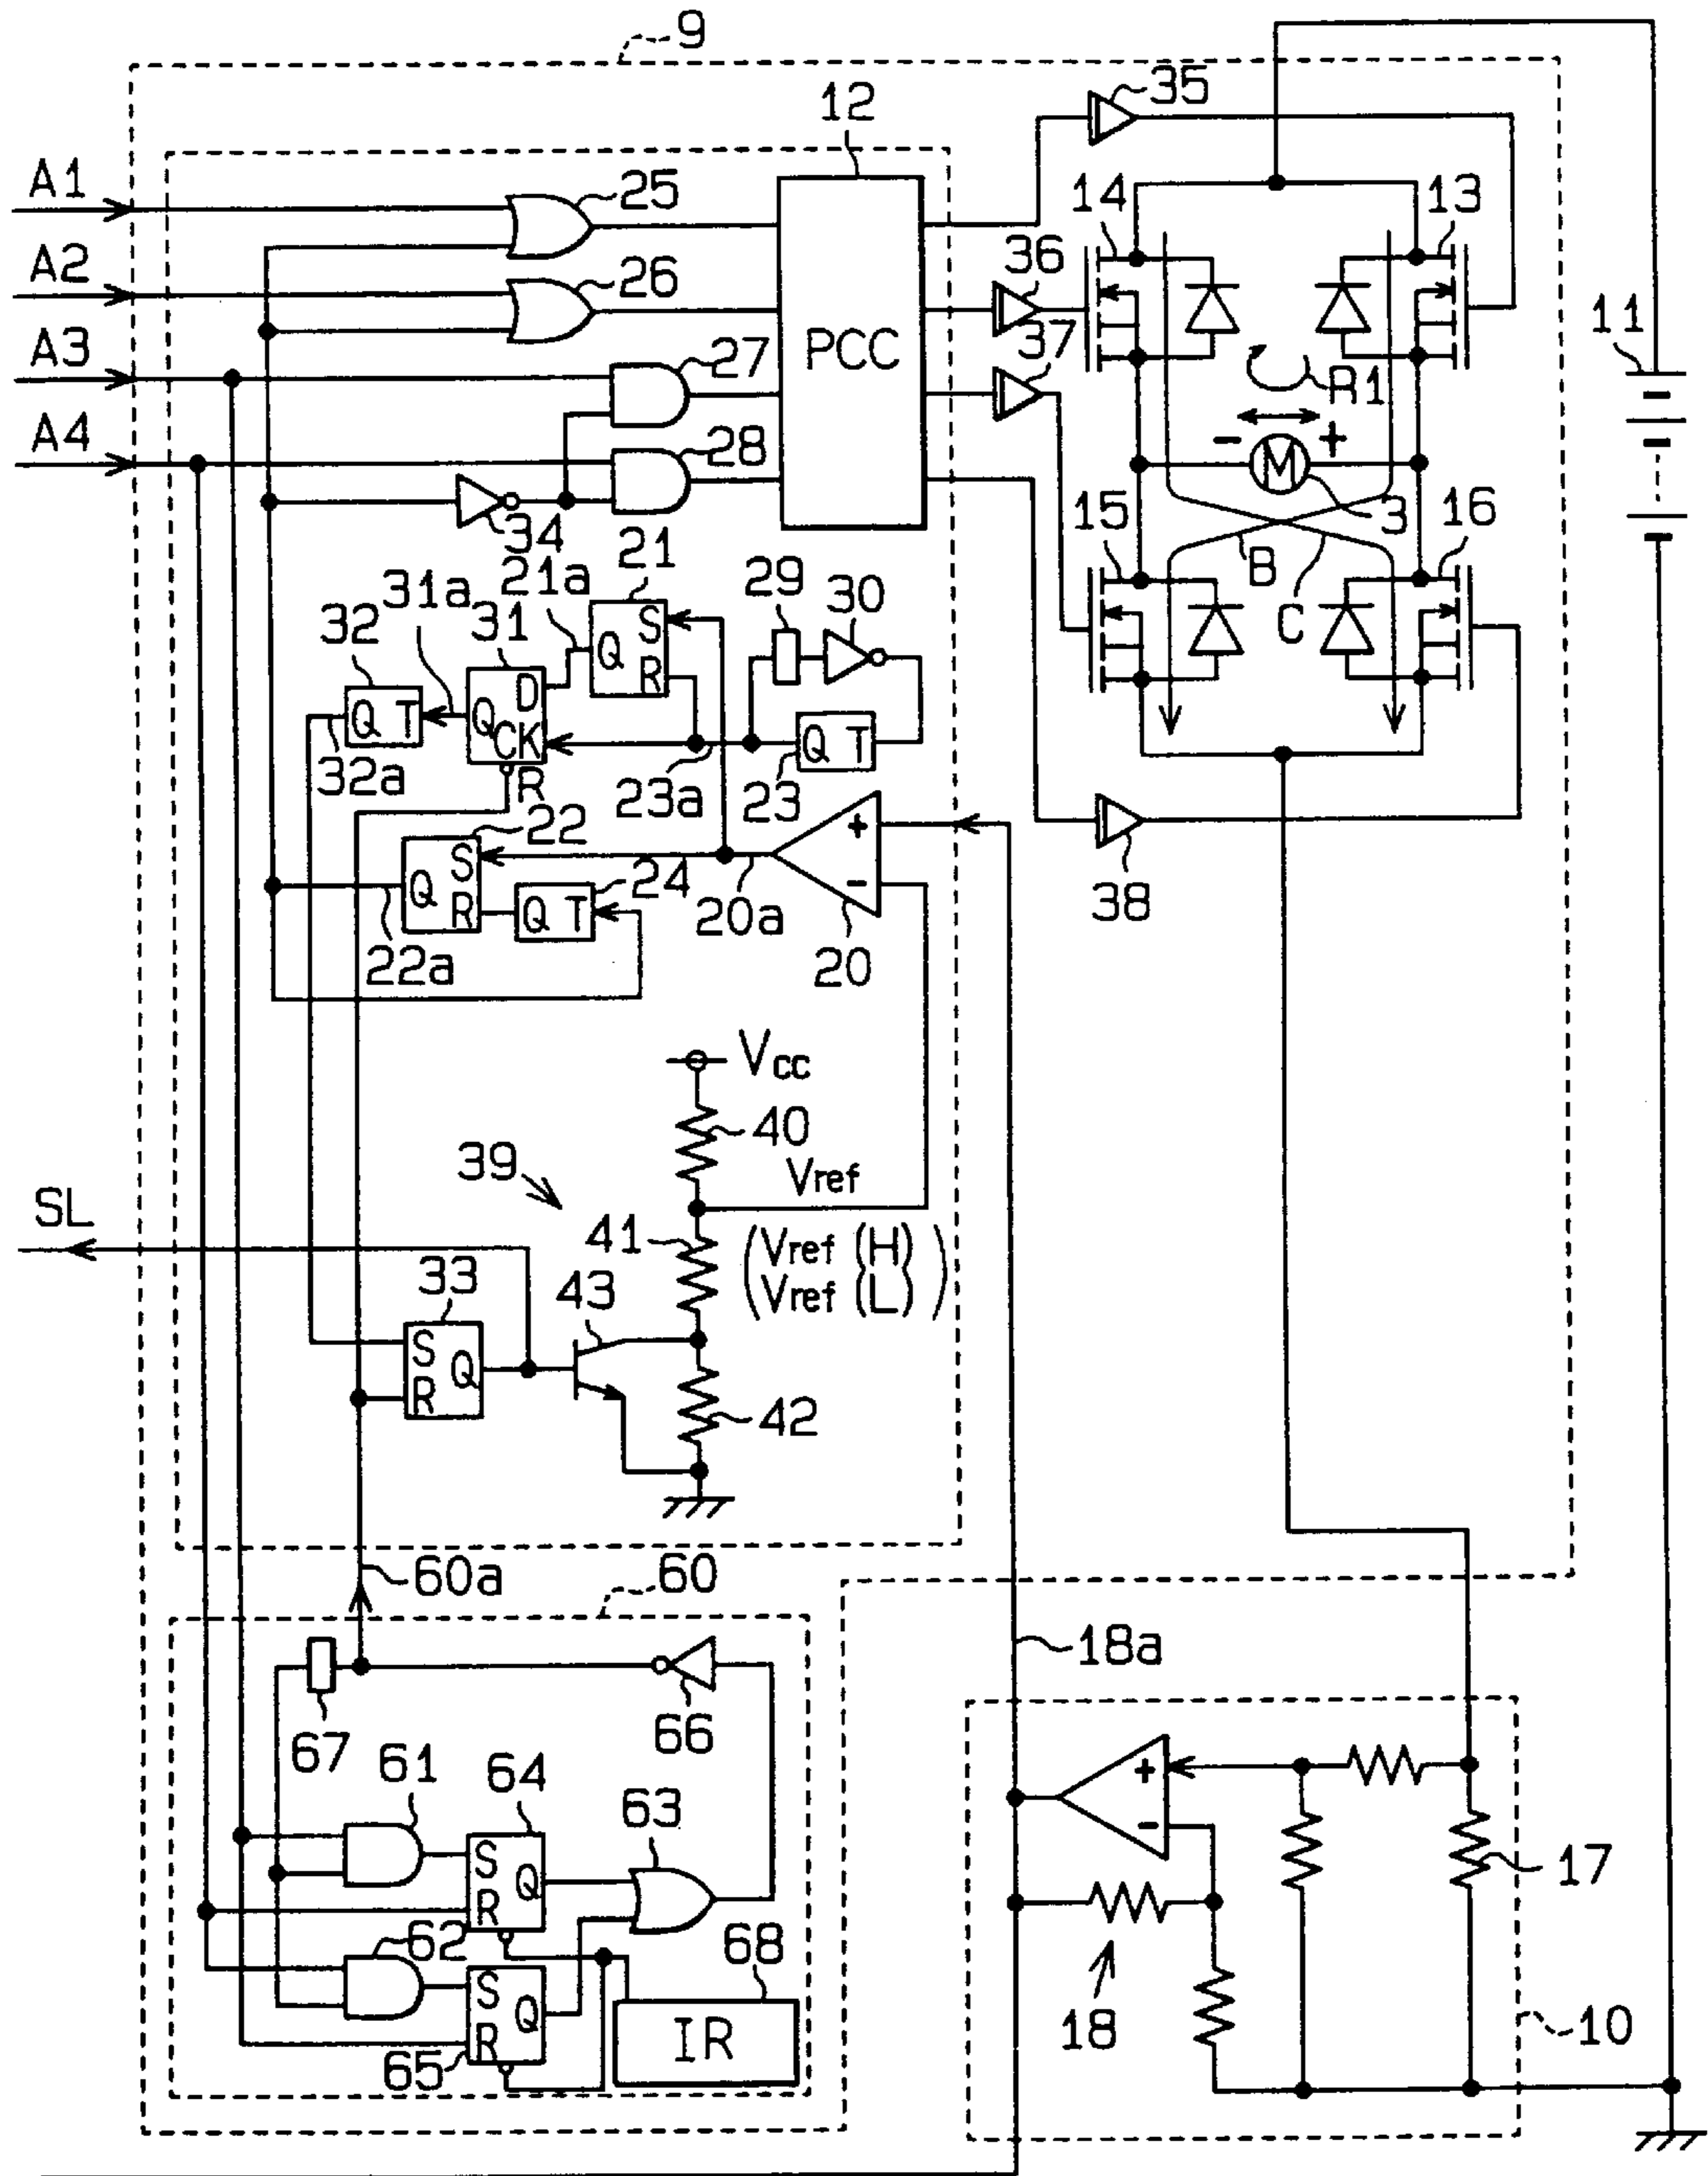 9
35
12
A1
25
14
13
A2
26
36
11
A3
27
PCC
37
R1
A4
28
- M +
34
21
15
3
16
21a
29
30
B
C
31a
32
31
S
Q
R
D
Q T
Q
CK
Q T
32a
R
23a
23
22
S
24
+
Q
R
Q T
-
20a
38
22a
20
Vcc
40
39
Vref
SL
41
Vref (H)
Vref (L)
33
43
S
Q
R
42
60a
60
18a
67
66
61
64
+
63
S
-
Q
17
R
62
68
S
Q
18
10
IR
R
65